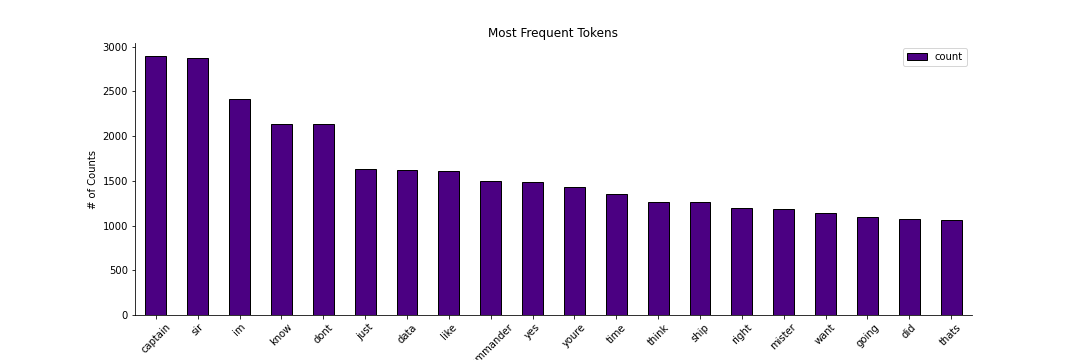 Most Frequent Tokens
count
# of Counts
3000
2500
2000
1500
1000
500
0
captain
sir
im
know
dont
just
data
like
mmander
yes
youre
time
think
ship
right
mister
want
going
did
thats